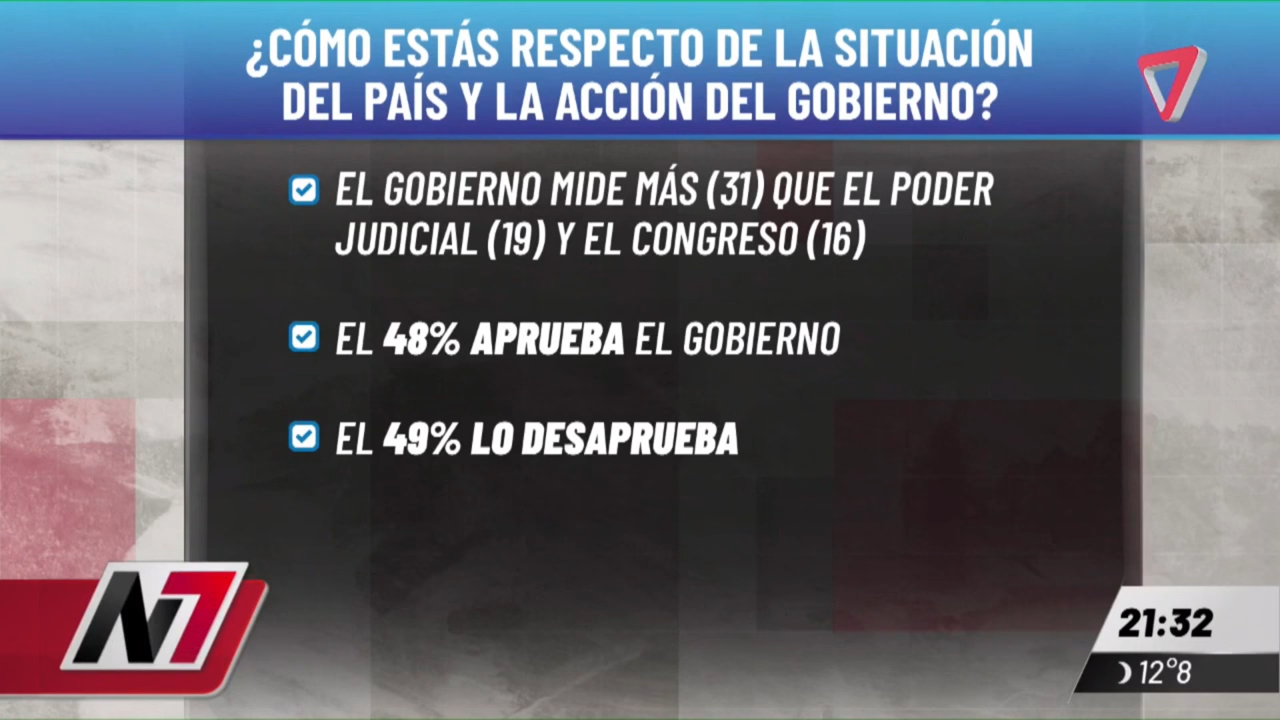 ¿CÓMO ESTÁS RESPECTO DE LA SITUACIÓN
DEL PAÍS Y LA ACCIÓN DEL GOBIERNO?
EL GOBIERNO MIDE MÁS (31) QUE EL PODER
JUDICIAL (19) Y EL CONGRESO (16)
EL 48% APRUEBA EL GOBIERNO
EL 49% LO DESAPRUEBA
N7
21:32
12°8